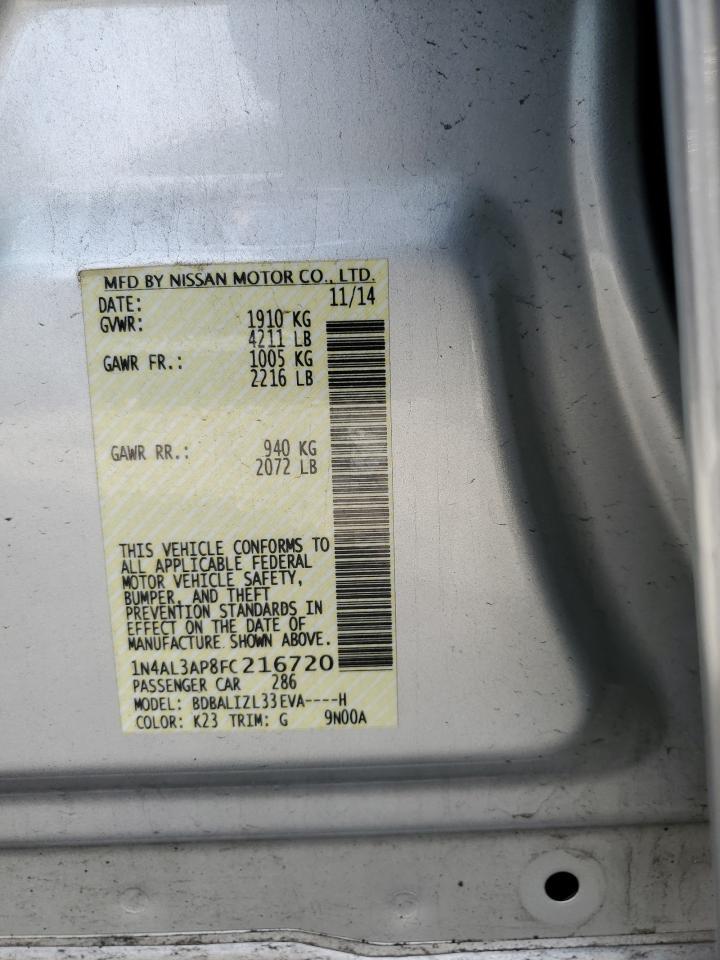 MFD BY NISSAN MOTOR CO., LTD.
DATE: 11/14
GVWR: 1910 KG
4211 LB
GAWR FR.: 1005 KG
2216 LB
GAWR RR.: 940 KG
2072 LB
THIS VEHICLE CONFORMS TO
ALL APPLICABLE FEDERAL
MOTOR VEHICLE SAFETY,
BUMPER, AND THEFT
PREVENTION STANDARDS IN
EFFECT ON THE DATE OF
MANUFACTURE SHOWN ABOVE.
1N4AL3AP8FC216720
PASSENGER CAR 286
MODEL: BDBALIZL33EVA----H
COLOR: K23 TRIM: G 9N00A